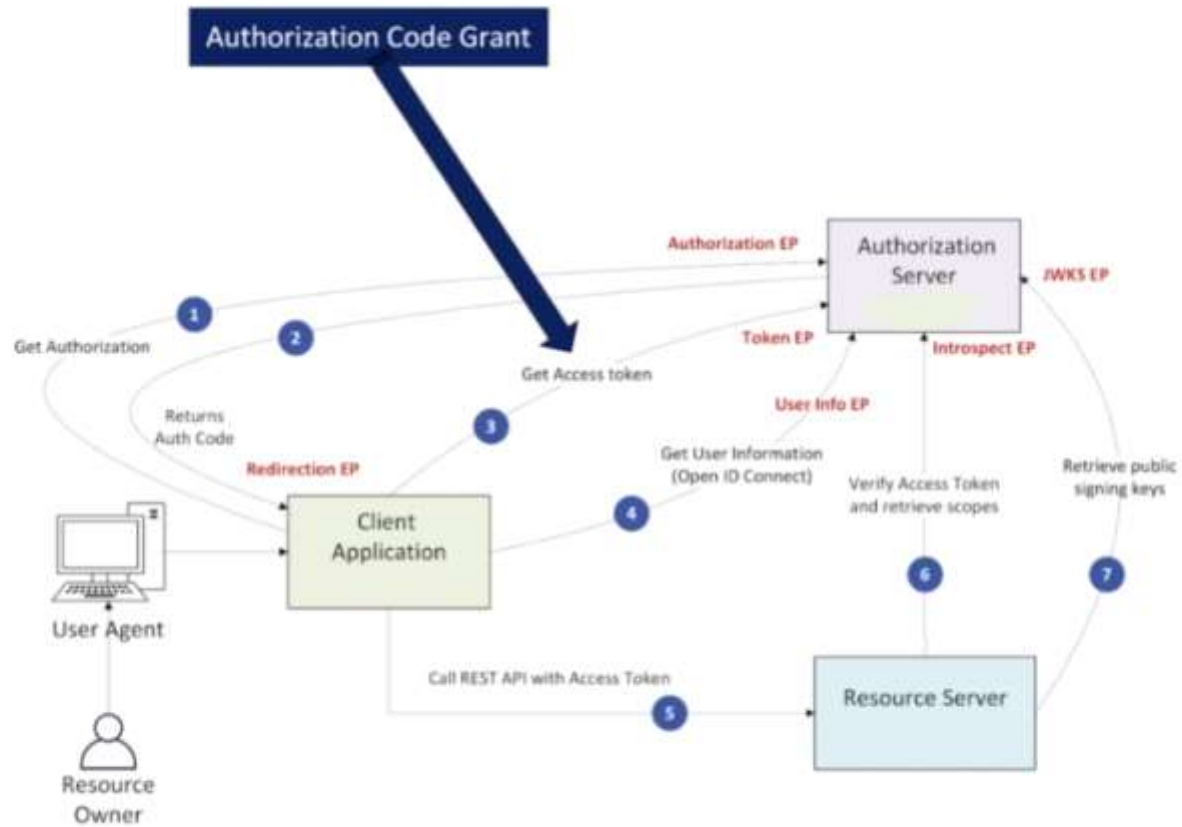 Authorization Code Grant
Authorization EP
Authorization
Server
JWKS EP
1
2
Get Authorization
Token EP
Introspect EP
Get Access token
User Info EP
Returns
Auth Code
3
Redirection EP
Get User Information
(Open ID Connect)
Retrieve public
signing keys
Verify Access Token
and retrieve scopes
4
Client
Application
6
7
User Agent
Call REST API with Access Token
5
Resource Server
Resource
Owner